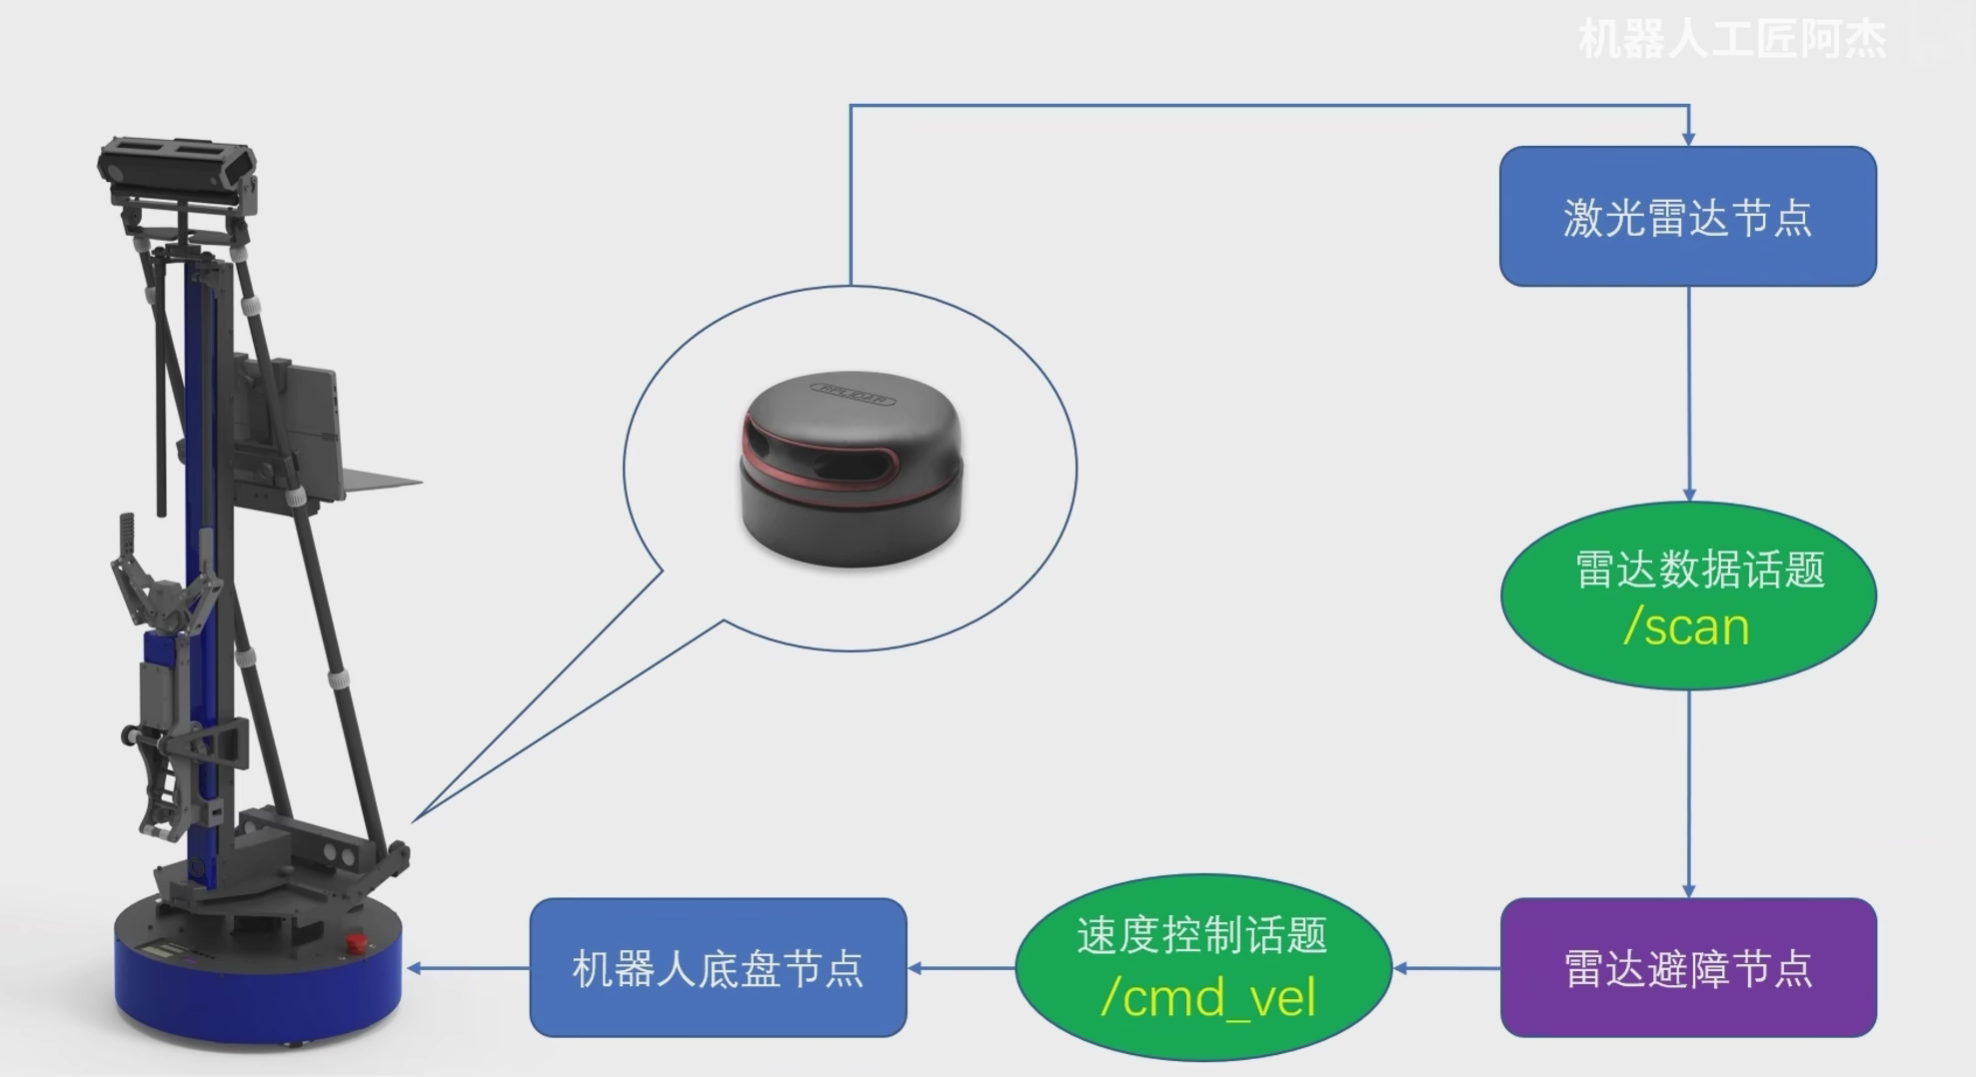 机器人工匠阿杰
激光雷达节点
RPLIDAR
雷达数据话题
/scan
速度控制话题
/cmd_vel
机器人底盘节点
雷达避障节点